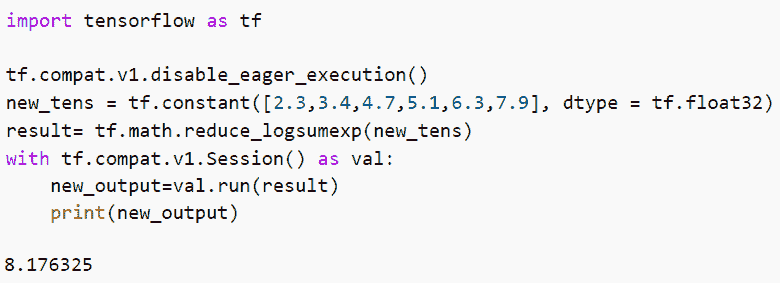 import tensorflow as tf
tf.compat.v1.disable_eager_execution()
new_tens = tf.constant([2.3,3.4,4.7,5.1,6.3,7.9], dtype = tf.float32)
result= tf.math.reduce_logsumexp(new_tens)
with tf.compat.v1.Session() as val:
    new_output=val.run(result)
    print(new_output)
8.176325